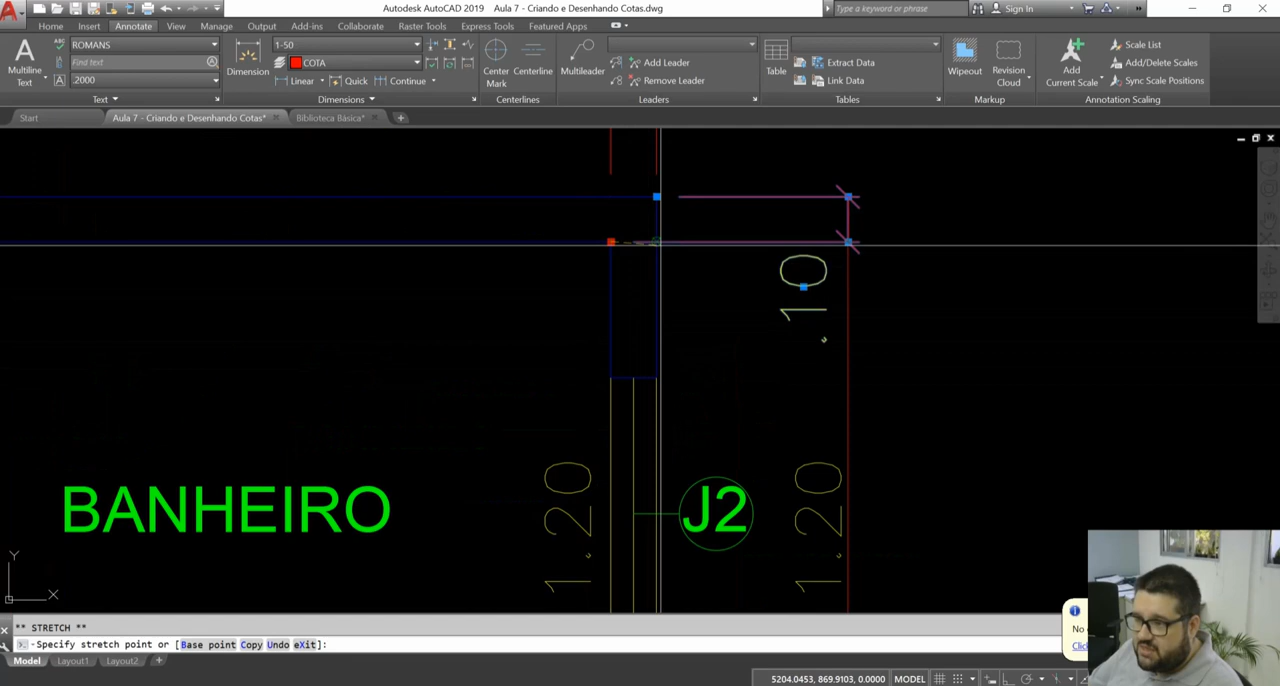 Autodesk AutoCAD 2019 Aula 7 - Criando e Desenhando Cotas.dwg
Type a keyword or phrase
Sign In
Home Insert Annotate View Manage Output Add-ins Collaborate Raster Tools Express Tools Featured Apps
Multiline Text
ABC
ROMANS
Find text
.2000
Text
Dimension
1-50
COTA
Linear Quick Continue
Dimensions
Center Mark
Centerline
Centerlines
Multileader
Add Leader
Remove Leader
Leaders
Table
Extract Data
Link Data
Tables
Wipeout
Revision Cloud
Markup
Add Current Scale
Scale List
Add/Delete Scales
Sync Scale Positions
Annotation Scaling
Start
Aula 7 - Criando e Desenhando Cotas*
Biblioteca Básica*
.10
1.20
J2
1.20
BANHEIRO
Y
X
** STRETCH **
Specify stretch point or [Base point Copy Undo eXit]:
No
Clic
Model Layout1 Layout2
5204.0453, 869.9103, 0.0000 MODEL